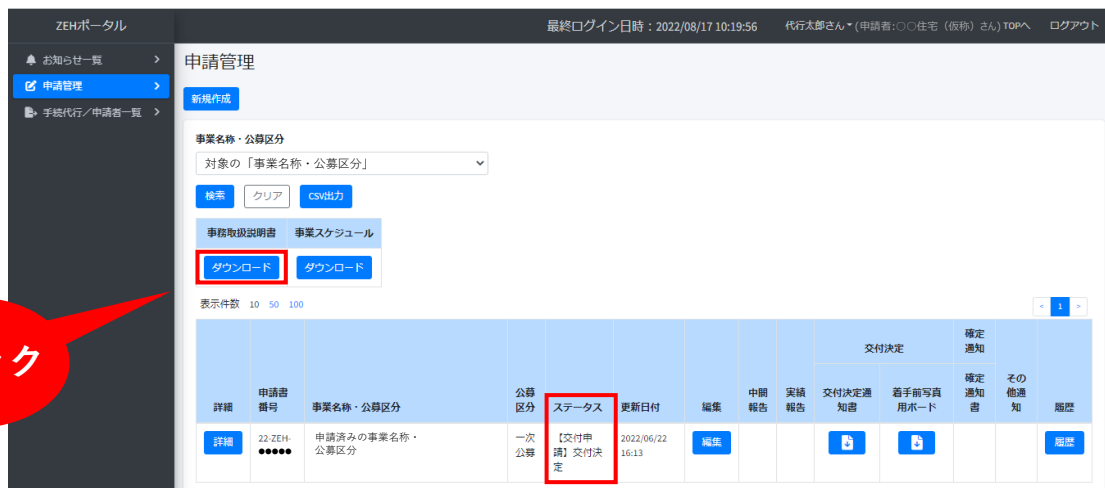 ZEHポータル
最終ログイン日時：2022/08/17 10:19:56 代行太郎さん (申請者:○○住宅（仮称）さん) TOPへ ログアウト
お知らせ一覧
申請管理
手続代行／申請者一覧
申請管理
新規作成
事業名称・公募区分
対象の「事業名称・公募区分」
検索 クリア CSV出力
事務取扱説明書 事業スケジュール
ダウンロード ダウンロード
表示件数 10 50 100
< 1 >
ク
交付決定 確定通知
詳細 申請書番号 事業名称・公募区分 公募区分 ステータス 更新日付 編集 中間報告 実績報告 交付決定通知書 着手前写真用ボード 確定通知書 その他通知 履歴
詳細 22-ZEH-●●●●● 申請済みの事業名称・公募区分 一次公募 【交付申請】交付決定 2022/06/22 16:13 編集 履歴